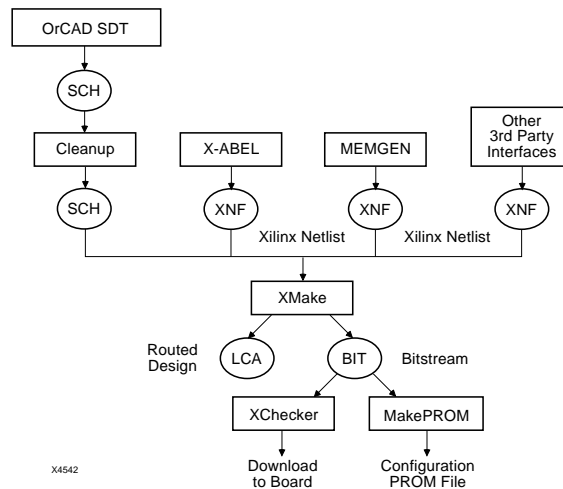 OrCAD SDT
SCH
Cleanup
X-ABEL
MEMGEN
Other
3rd Party
Interfaces
SCH
XNF
XNF
XNF
Xilinx Netlist
Xilinx Netlist
XMake
Routed
Design
LCA
BIT
Bitstream
XChecker
MakePROM
Download
to Board
Configuration
PROM File
X4542